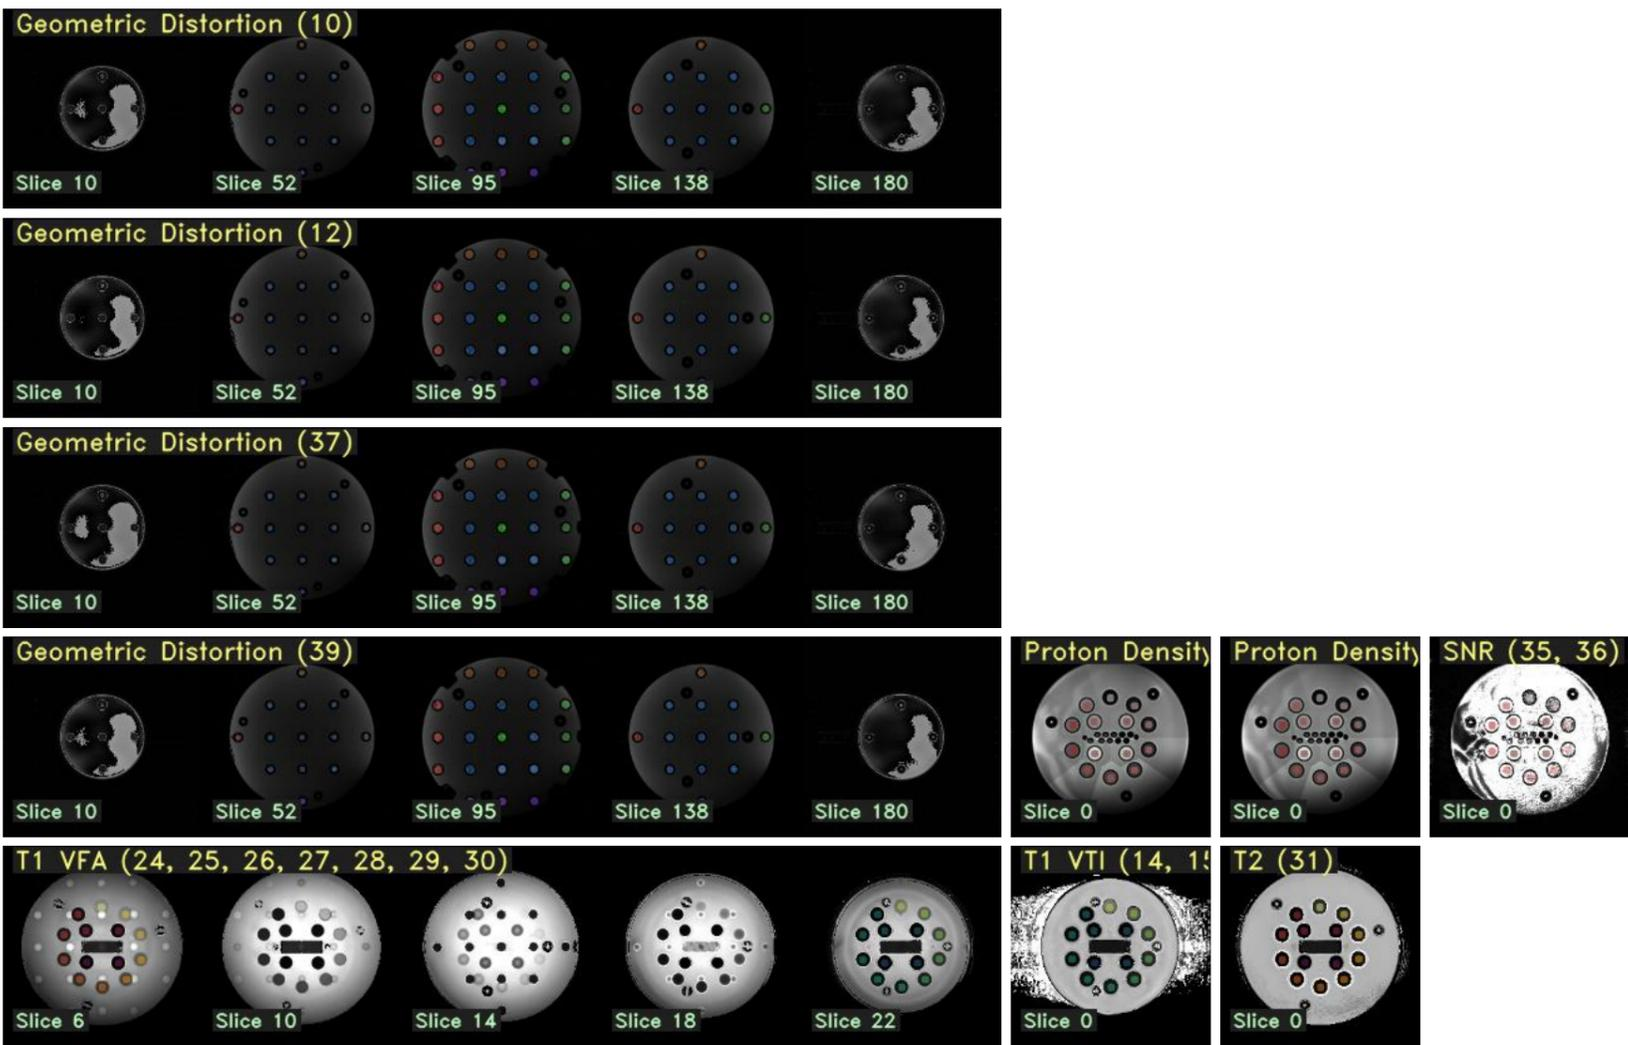 Geometric Distortion (10)
Slice 10
Slice 52
Slice 95
Slice 138
Slice 180
Geometric Distortion (12)
Slice 10
Slice 52
Slice 95
Slice 138
Slice 180
Geometric Distortion (37)
Slice 10
Slice 52
Slice 95
Slice 138
Slice 180
Geometric Distortion (39)
Slice 10
Slice 52
Slice 95
Slice 138
Slice 180
Proton Density
Slice 0
Proton Density
Slice 0
SNR (35, 36)
Slice 0
T1 VFA (24, 25, 26, 27, 28, 29, 30)
Slice 6
Slice 10
Slice 14
Slice 18
Slice 22
T1 VTI (14, 15
Slice 0
T2 (31)
Slice 0